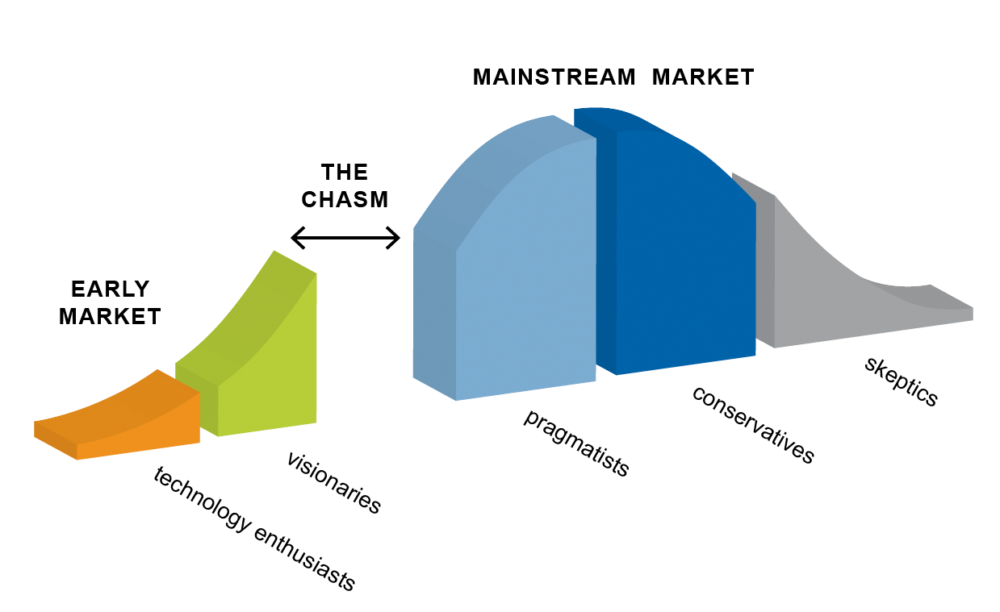 MAINSTREAM MARKET
THE
CHASM
EARLY
MARKET
technology enthusiasts
visionaries
pragmatists
conservatives
skeptics